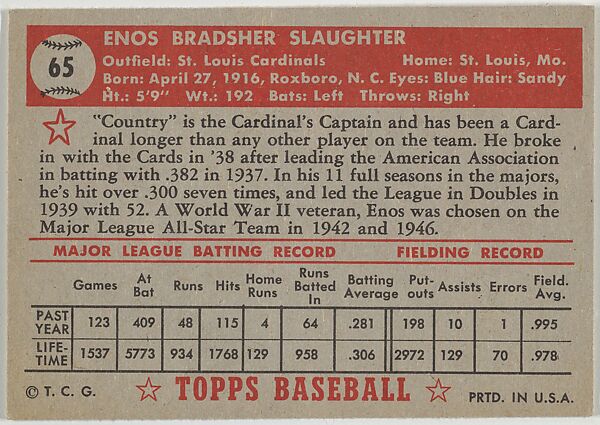 65
ENOS BRADSHER SLAUGHTER
Outfield: St. Louis Cardinals Home: St. Louis, Mo.
Born: April 27, 1916, Roxboro, N. C. Eyes: Blue Hair: Sandy
Ht.: 5'9" Wt.: 192 Bats: Left Throws: Right
"Country" is the Cardinal's Captain and has been a Card-
inal longer than any other player on the team. He broke
in with the Cards in '38 after leading the American Association
in batting with .382 in 1937. In his 11 full seasons in the majors,
he's hit over .300 seven times, and led the League in Doubles in
1939 with 52. A World War II veteran, Enos was chosen on the
Major League All-Star Team in 1942 and 1946.
MAJOR LEAGUE BATTING RECORD FIELDING RECORD
Games At Bat Runs Hits Home Runs Runs Batted In Batting Average Put-outs Assists Errors Field. Avg.
PAST YEAR 123 409 48 115 4 64 .281 198 10 1 .995
LIFE-TIME 1537 5773 934 1768 129 958 .306 2972 129 70 .978
© T. C. G. TOPPS BASEBALL PRTD. IN U.S.A.